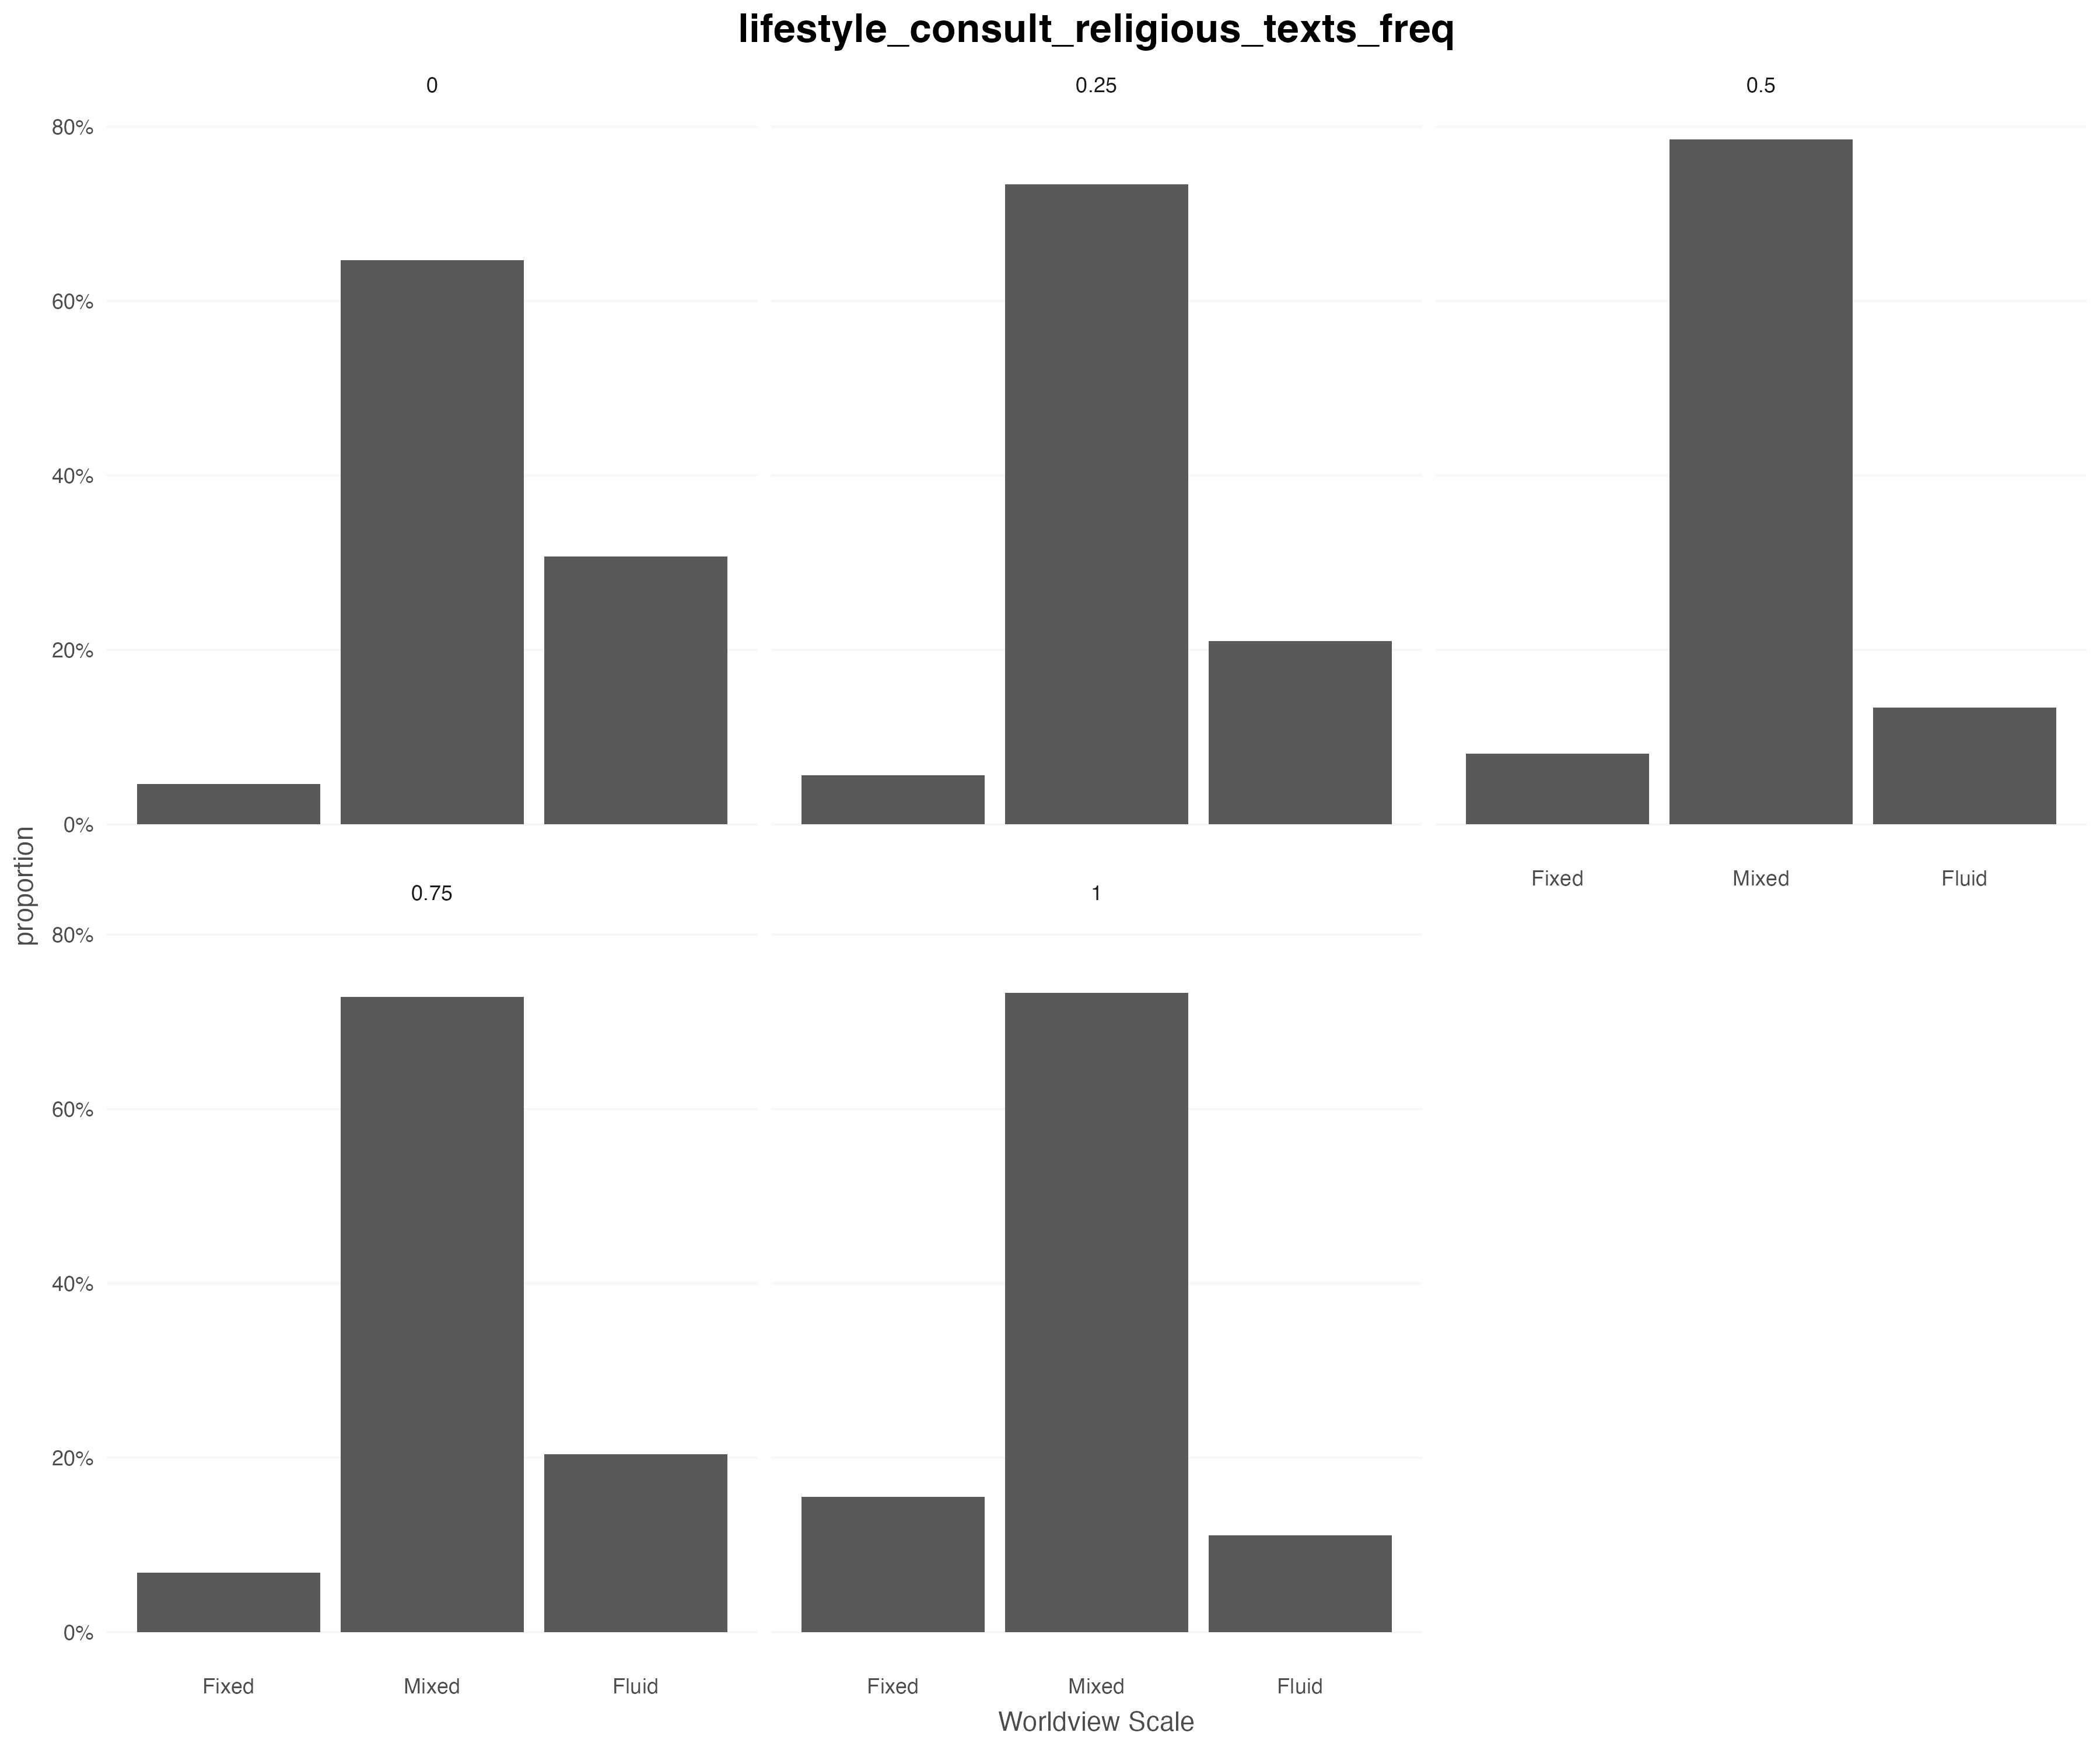 lifestyle_consult_religious_texts_freq
0 0.25 0.5
80%
60%
40%
20%
0%
Fixed Mixed Fluid
0.75 1
proportion
80%
60%
40%
20%
0%
Fixed Mixed Fluid Fixed Mixed Fluid
Worldview Scale